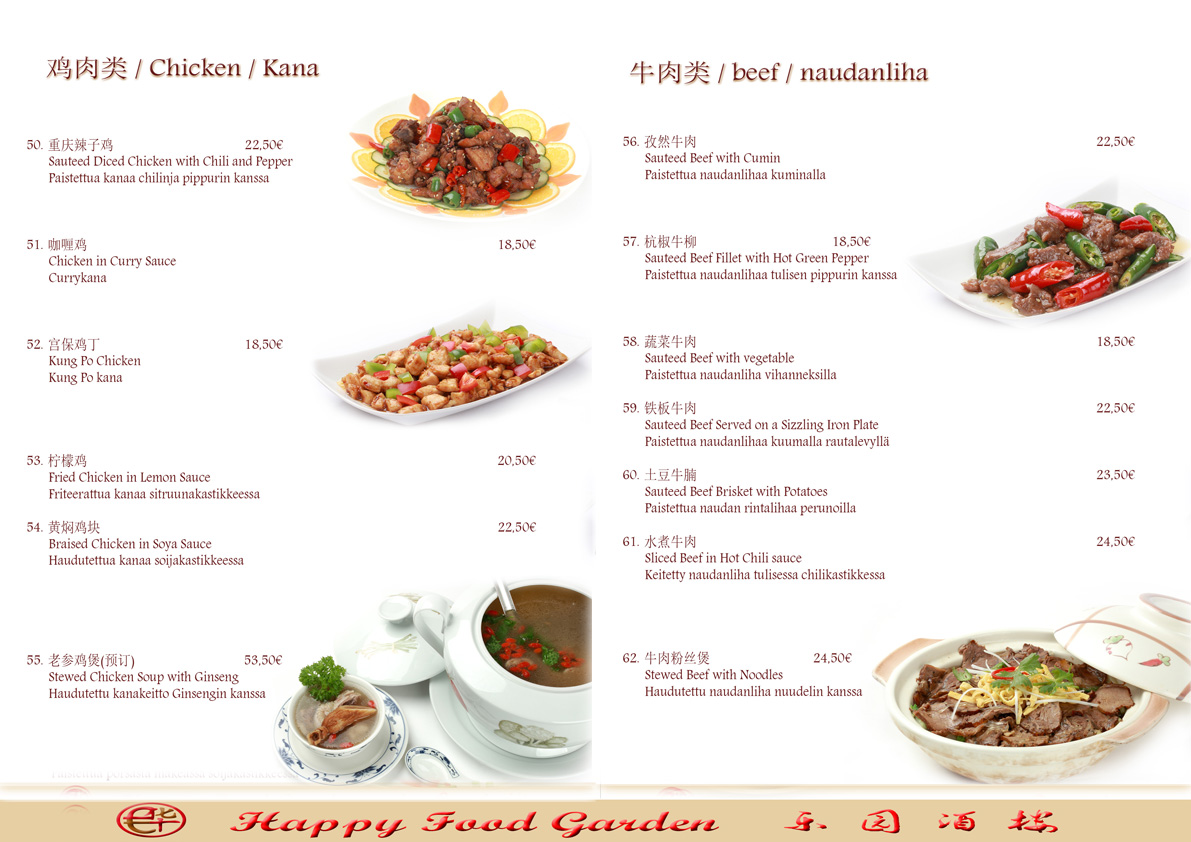 鸡肉类 / Chicken / Kana
50. 重庆辣子鸡 22,50€
Sauteed Diced Chicken with Chili and Pepper
Paistettua kanaa chilinja pippurin kanssa
51. 咖喱鸡 18,50€
Chicken in Curry Sauce
Currykana
52. 宫保鸡丁 18,50€
Kung Po Chicken
Kung Po kana
53. 柠檬鸡 20,50€
Fried Chicken in Lemon Sauce
Friteerattua kanaa sitruunakastikkeessa
54. 黄焖鸡块 22,50€
Braised Chicken in Soya Sauce
Haudutettua kanaa soijakastikkeessa
55. 老参鸡煲(预订) 53,50€
Stewed Chicken Soup with Ginseng
Haudutettu kanakeitto Ginsengin kanssa
牛肉类 / beef / naudanliha
56. 孜然牛肉 22,50€
Sauteed Beef with Cumin
Paistettua naudanlihaa kuminalla
57. 杭椒牛柳 18,50€
Sauteed Beef Fillet with Hot Green Pepper
Paistettua naudanlihaa tulisen pippurin kanssa
58. 蔬菜牛肉 18,50€
Sauteed Beef with vegetable
Paistettua naudanliha vihanneksilla
59. 铁板牛肉 22,50€
Sauteed Beef Served on a Sizzling Iron Plate
Paistettua naudanlihaa kuumalla rautalevyllä
60. 土豆牛腩 23,50€
Sauteed Beef Brisket with Potatoes
Paistettua naudan rintalihaa perunoilla
61. 水煮牛肉 24,50€
Sliced Beef in Hot Chili sauce
Keitetty naudanliha tulisessa chilikastikkessa
62. 牛肉粉丝煲 24,50€
Stewed Beef with Noodles
Haudutettu naudanliha nuudelin kanssa
Happy Food Garden 乐园酒楼